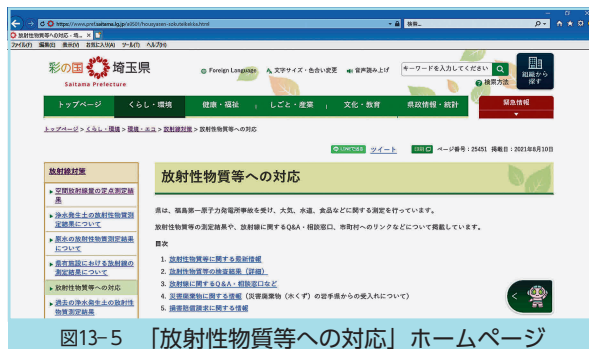 https://www.pref.saitama.lg.jp/a0501/housyasen-sokuteikekka.html
検索...
放射性物質等への対応 - 埼...
ファイル(F) 編集(E) 表示(V) お気に入り(A) ツール(T) ヘルプ(H)
彩の国 埼玉県
Saitama Prefecture
Foreign Language
文字サイズ・色合い変更
音声読み上げ
キーワードを入力してください
検索方法
組織から探す
トップページ
くらし・環境
健康・福祉
しごと・産業
文化・教育
県政情報・統計
緊急情報
トップページ > くらし・環境 > 環境・エコ > 放射線対策 > 放射性物質等への対応
LINEで送る ツイート ページ番号:25451 掲載日:2021年8月10日
放射線対策
空間放射線量の定点測定結果
浄水発生土の放射性物質測定結果について
原水の放射性物質測定結果について
県有施設における放射線の測定結果について
放射性物質等への対応
過去の浄水発生土の放射性物質測定結果
放射性物質等への対応
県は、福島第一原子力発電所事故を受け、大気、水道、食品などに関する測定を行っています。
放射性物質等の測定結果や、放射線に関するQ&A・相談窓口、市町村へのリンクなどについて掲載しています。
目次
1. 放射性物質等に関する最新情報
2. 放射性物質等の検査結果(詳細)
3. 放射線に関するQ&A・相談窓口など
4. 災害廃棄物に関する情報(災害廃棄物(木くず)の岩手県からの受入れについて)
5. 損害賠償請求に関する情報
図13-5 「放射性物質等への対応」ホームページ